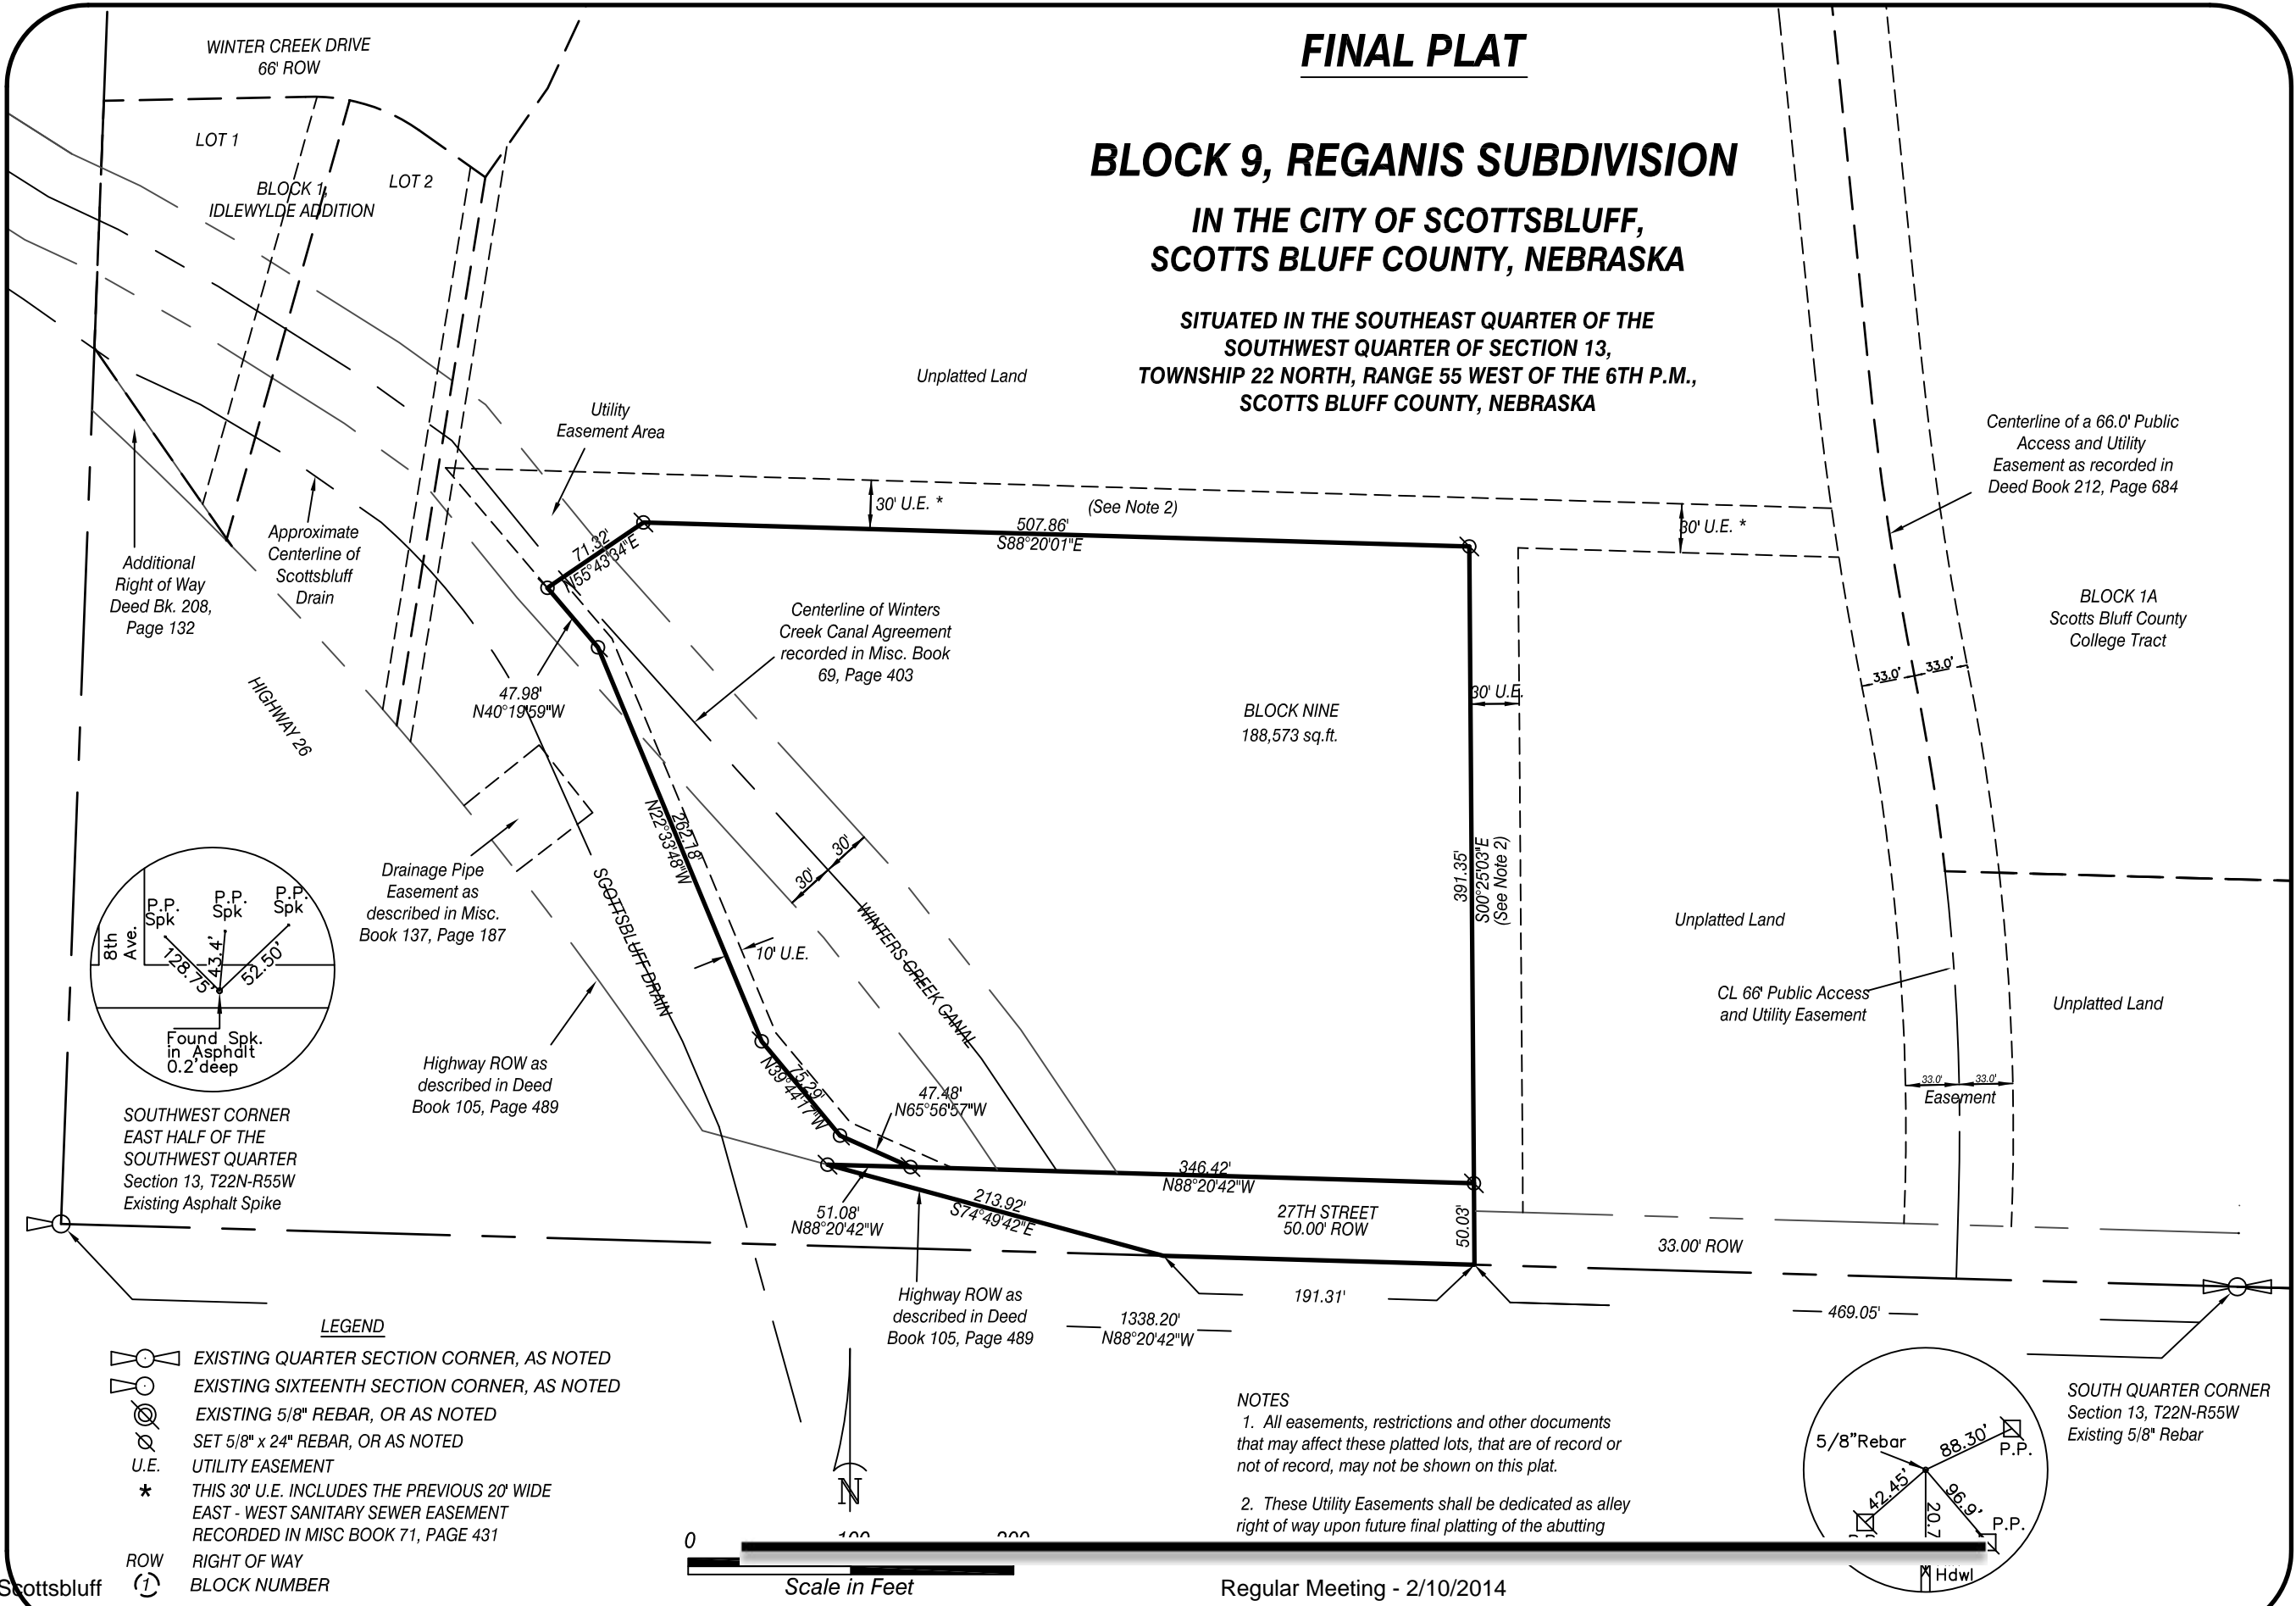 FINAL PLAT
BLOCK 9, REGANIS SUBDIVISION
IN THE CITY OF SCOTTSBLUFF,
SCOTTS BLUFF COUNTY, NEBRASKA
SITUATED IN THE SOUTHEAST QUARTER OF THE
SOUTHWEST QUARTER OF SECTION 13,
TOWNSHIP 22 NORTH, RANGE 55 WEST OF THE 6TH P.M.,
SCOTTS BLUFF COUNTY, NEBRASKA
WINTER CREEK DRIVE
66' ROW
LOT 1
LOT 2
BLOCK 1,
IDLEWYLDE ADDITION
Unplatted Land
Utility
Easement Area
30' U.E. *
(See Note 2)
507.86'
S88°20'01"E
30' U.E. *
71.32'
N55°43'34"E
Centerline of a 66.0' Public
Access and Utility
Easement as recorded in
Deed Book 212, Page 684
Additional
Right of Way
Deed Bk. 208,
Page 132
Approximate
Centerline of
Scottsbluff
Drain
HIGHWAY 26
47.98'
N40°19'59"W
Centerline of Winters
Creek Canal Agreement
recorded in Misc. Book
69, Page 403
BLOCK NINE
188,573 sq.ft.
30' U.E.
BLOCK 1A
Scotts Bluff County
College Tract
33.0'
33.0'
262.78'
N22°33'48"W
30'
30'
391.35'
S00°25'03"E
(See Note 2)
Drainage Pipe
Easement as
described in Misc.
Book 137, Page 187
SCOTTSBLUFF DRAIN
WINTERS CREEK CANAL
10' U.E.
Unplatted Land
CL 66' Public Access
and Utility Easement
Unplatted Land
8th
Ave.
P.P.
Spk
P.P.
Spk
P.P.
Spk
128.75'
43.4'
52.50'
Found Spk.
in Asphalt
0.2'deep
Highway ROW as
described in Deed
Book 105, Page 489
75.29'
N39°44'17"W
47.48'
N65°56'57"W
33.0'
33.0'
Easement
SOUTHWEST CORNER
EAST HALF OF THE
SOUTHWEST QUARTER
Section 13, T22N-R55W
Existing Asphalt Spike
346.42'
N88°20'42"W
51.08'
N88°20'42"W
213.92'
S74°49'42"E
27TH STREET
50.00' ROW
50.03'
33.00' ROW
Highway ROW as
described in Deed
Book 105, Page 489
191.31'
1338.20'
N88°20'42"W
469.05'
LEGEND
EXISTING QUARTER SECTION CORNER, AS NOTED
EXISTING SIXTEENTH SECTION CORNER, AS NOTED
EXISTING 5/8" REBAR, OR AS NOTED
SET 5/8" x 24" REBAR, OR AS NOTED
U.E. UTILITY EASEMENT
* THIS 30' U.E. INCLUDES THE PREVIOUS 20' WIDE
EAST - WEST SANITARY SEWER EASEMENT
RECORDED IN MISC BOOK 71, PAGE 431
ROW RIGHT OF WAY
1 BLOCK NUMBER
N
0 100 200
Scale in Feet
NOTES
1. All easements, restrictions and other documents
that may affect these platted lots, that are of record or
not of record, may not be shown on this plat.
2. These Utility Easements shall be dedicated as alley
right of way upon future final platting of the abutting
SOUTH QUARTER CORNER
Section 13, T22N-R55W
Existing 5/8" Rebar
5/8"Rebar
88.30'
P.P.
42.45'
96.9'
20.7
P.P.
Hdwl
Scottsbluff
Regular Meeting - 2/10/2014